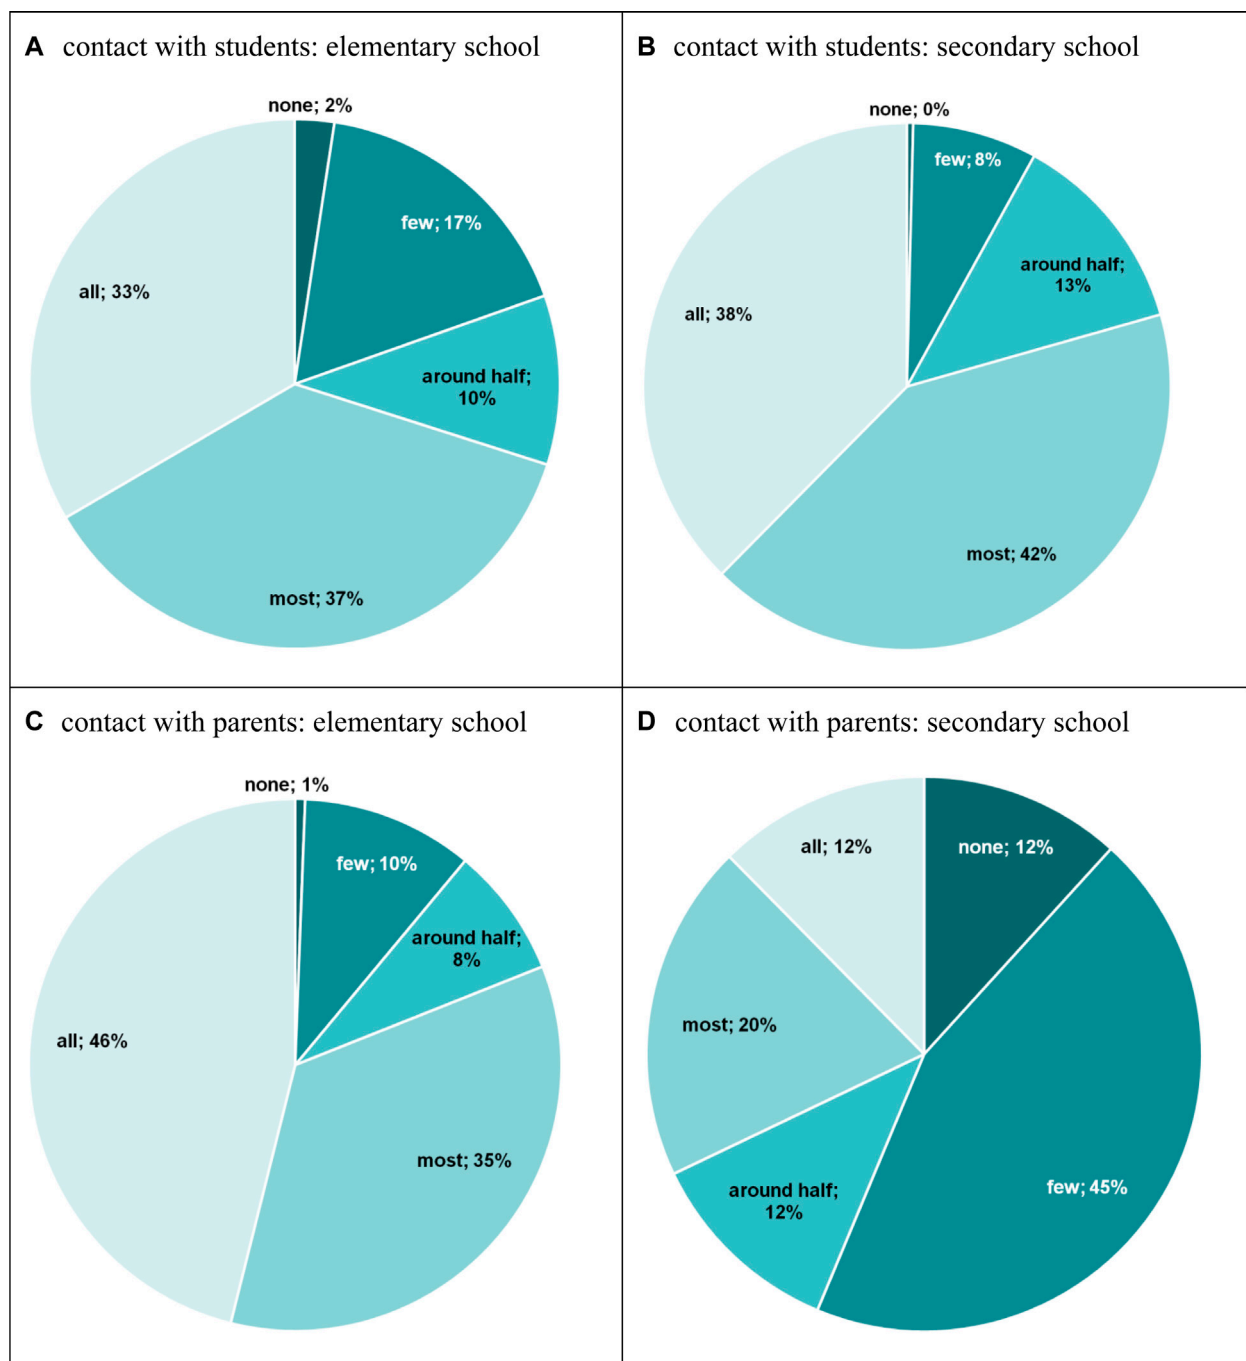 A contact with students: elementary school
none; 2%
few; 17%
around half;
10%
most; 37%
all; 33%
B contact with students: secondary school
none; 0%
few; 8%
around half;
13%
most; 42%
all; 38%
C contact with parents: elementary school
none; 1%
few; 10%
around half;
8%
most; 35%
all; 46%
D contact with parents: secondary school
none; 12%
few; 45%
around half;
12%
most; 20%
all; 12%